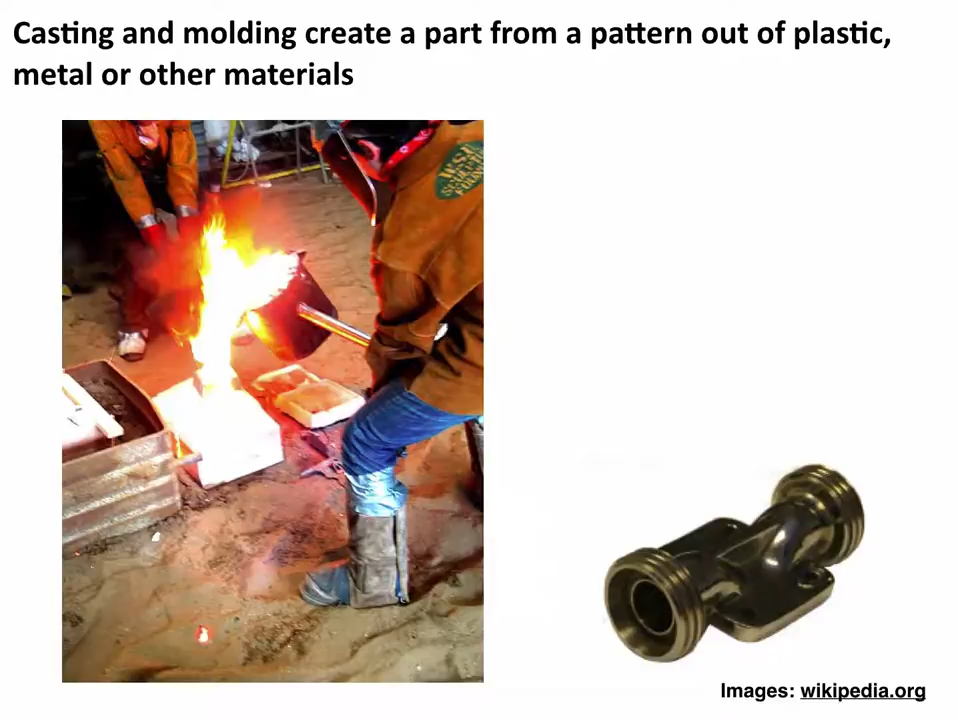 Casting and molding create a part from a pattern out of plastic,
metal or other materials
Images: wikipedia.org